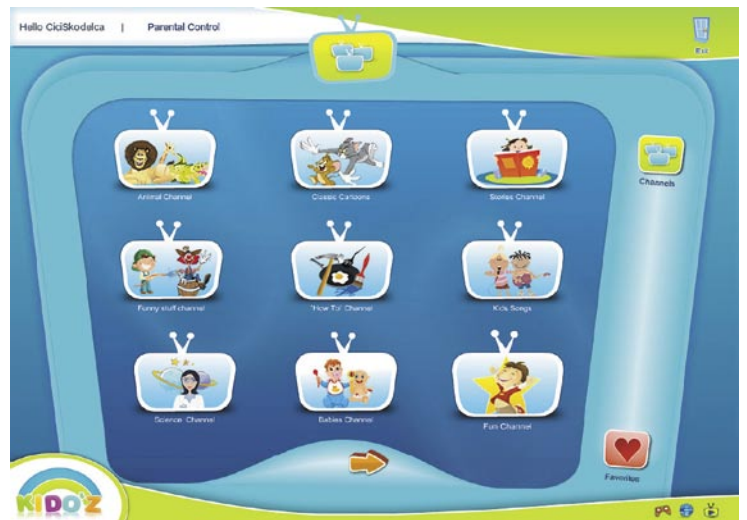 Hello CiciSkodelca | Parental Control
Exit
Animal Channel
Classic Cartoons
Stories Channel
Channels
Funny stuff channel
"How To" Channel
Kids Songs
Science Channel
Babies Channel
Fun Channel
Favorites
KIDO'Z